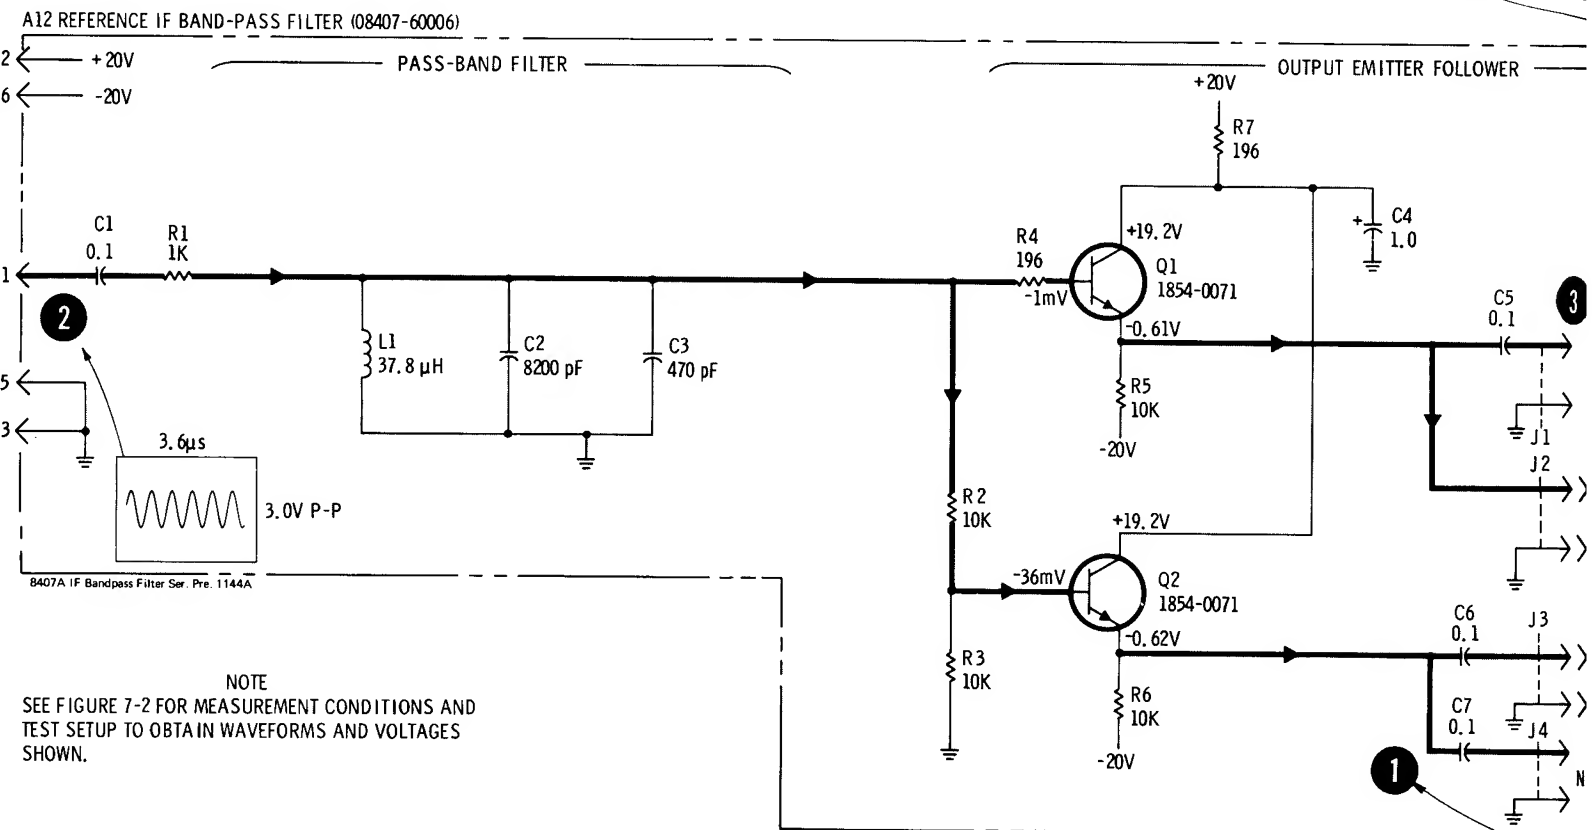 A12 REFERENCE IF BAND-PASS FILTER (08407-60006)
2
+20V
PASS-BAND FILTER
OUTPUT EMITTER FOLLOWER
6
-20V
+20V
R7
196
C4
1.0
+
C1
0.1
R1
1K
R4
196
+19.2V
Q1
1854-0071
-1mV
1
2
C5
0.1
3
-0.61V
L1
37.8 µH
C2
8200 pF
C3
470 pF
5
R5
10K
-20V
3
J1
J2
3.6µs
3.0V P-P
R2
10K
+19.2V
8407A IF Bandpass Filter Ser. Pre. 1144A
-36mV
Q2
1854-0071
-0.62V
C6
0.1
J3
R3
10K
R6
10K
-20V
C7
0.1
J4
1
N
NOTE
SEE FIGURE 7-2 FOR MEASUREMENT CONDITIONS AND
TEST SETUP TO OBTAIN WAVEFORMS AND VOLTAGES
SHOWN.